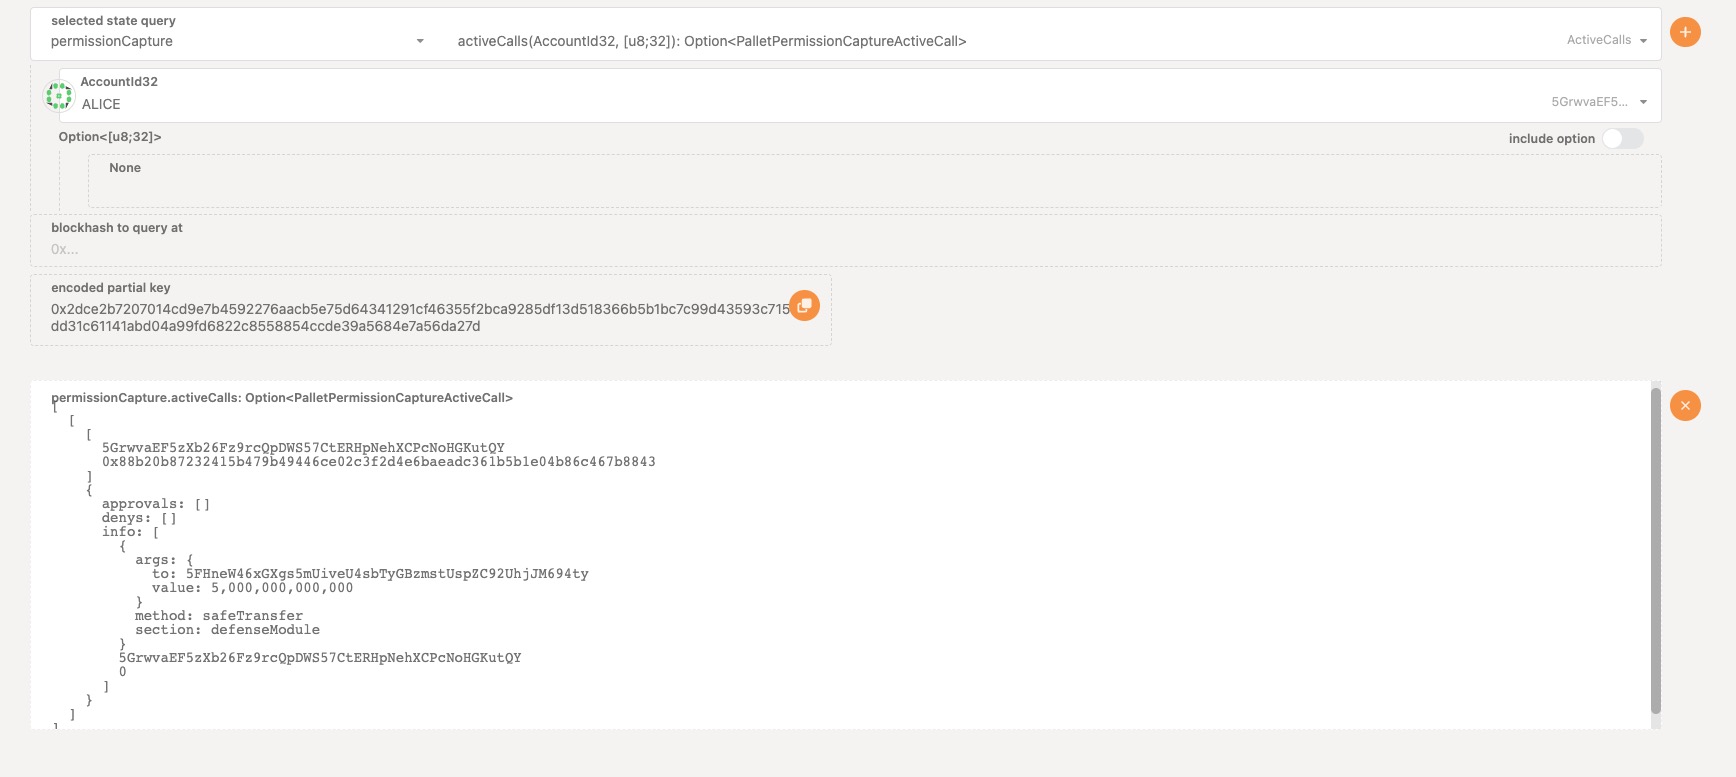 selected state query
permissionCapture
activeCalls(AccountId32, [u8;32]): Option<PalletPermissionCaptureActiveCall>
ActiveCalls
AccountId32
ALICE
5GrwvaEF5...
Option<[u8;32]>
include option
None
blockhash to query at
0x...
encoded partial key
0x2dce2b7207014cd9e7b4592276aacb5e75d64341291cf46355f2bca9285df13d518366b5b1bc7c99d43593c715
dd31c61141abd04a99fd6822c8558854ccde39a5684e7a56da27d
permissionCapture.activeCalls: Option<PalletPermissionCaptureActiveCall>
[
[
[
5GrwvaEF5zXb26Fz9rcQpDWS57CtERHpNehXCPcNoHGKutQY
0x88b20b87232415b479b49446ce02c3f2d4e6baeadc361b5b1e04b86c467b8843
]
{
approvals: []
denys: []
info: [
{
args: {
to: 5FHneW46xGXgs5mUiveU4sbTyGBzmstUspZC92UhjJM694ty
value: 5,000,000,000,000
}
method: safeTransfer
section: defenseModule
}
5GrwvaEF5zXb26Fz9rcQpDWS57CtERHpNehXCPcNoHGKutQY
0
]
}
]
]